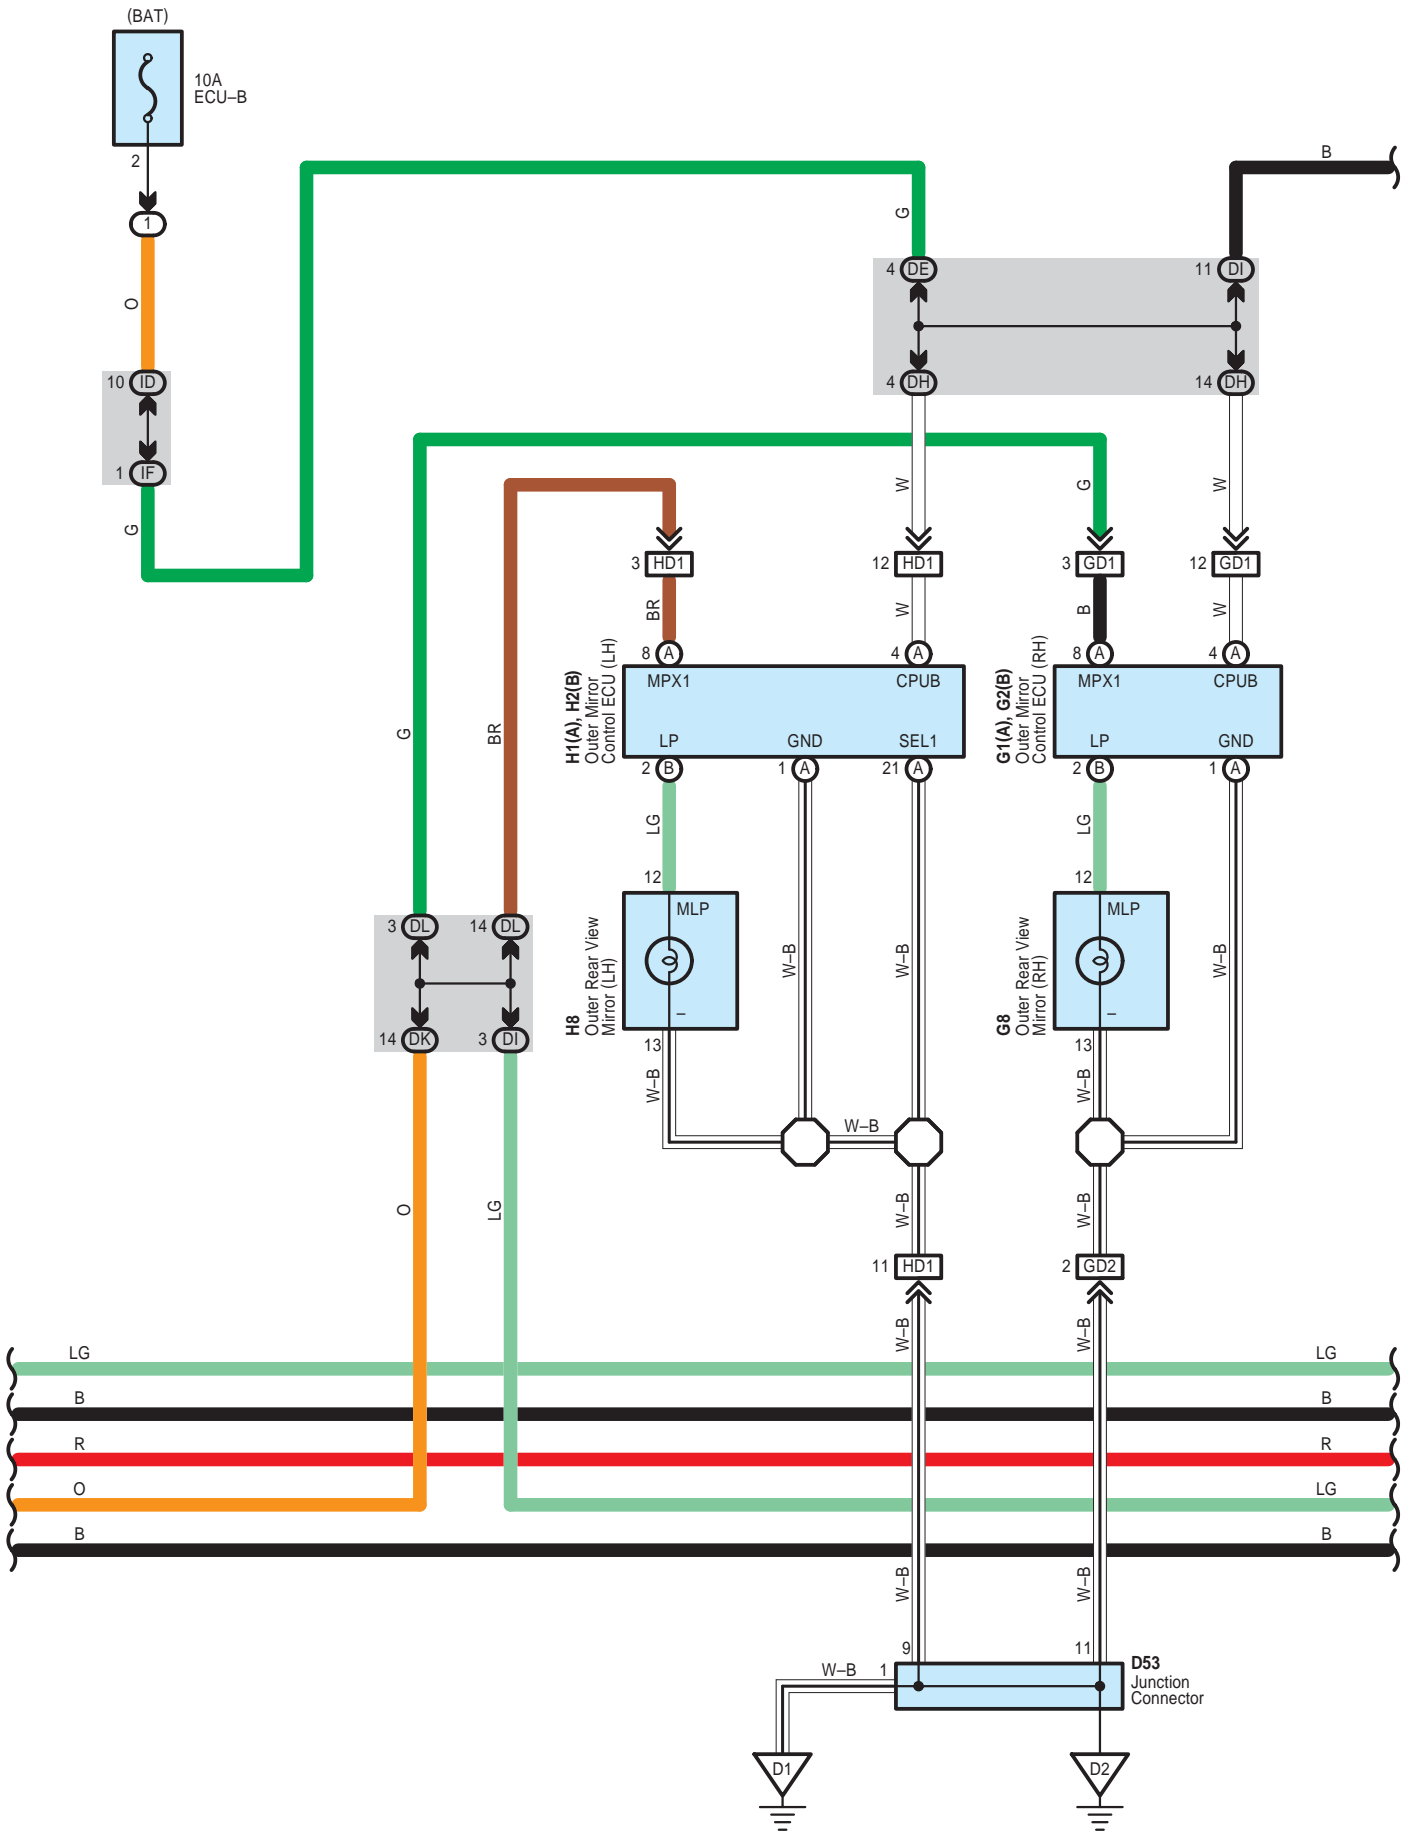 (BAT)
10A
ECU–B
2
1
O
10 ID
1 IF
G
G
B
4 DE
11 DI
4 DH
14 DH
W
G
W
3 HD1
12 HD1
3 GD1
12 GD1
BR
W
B
W
8 A
4 A
8 A
4 A
H1(A), H2(B)
Outer Mirror
Control ECU (LH)
MPX1
CPUB
LP
GND
SEL1
G1(A), G2(B)
Outer Mirror
Control ECU (RH)
MPX1
CPUB
LP
GND
2 B
1 A
21 A
2 B
1 A
G
BR
LG
LG
12
12
H8
Outer Rear View
Mirror (LH)
MLP
–
G8
Outer Rear View
Mirror (RH)
MLP
–
W–B
W–B
W–B
3 DL
14 DL
14 DK
3 DI
13
13
W–B
W–B
W–B
O
LG
W–B
W–B
11 HD1
2 GD2
W–B
W–B
LG
LG
B
B
R
R
O
LG
B
B
W–B
W–B
9
11
W–B
1
D53
Junction
Connector
D1
D2